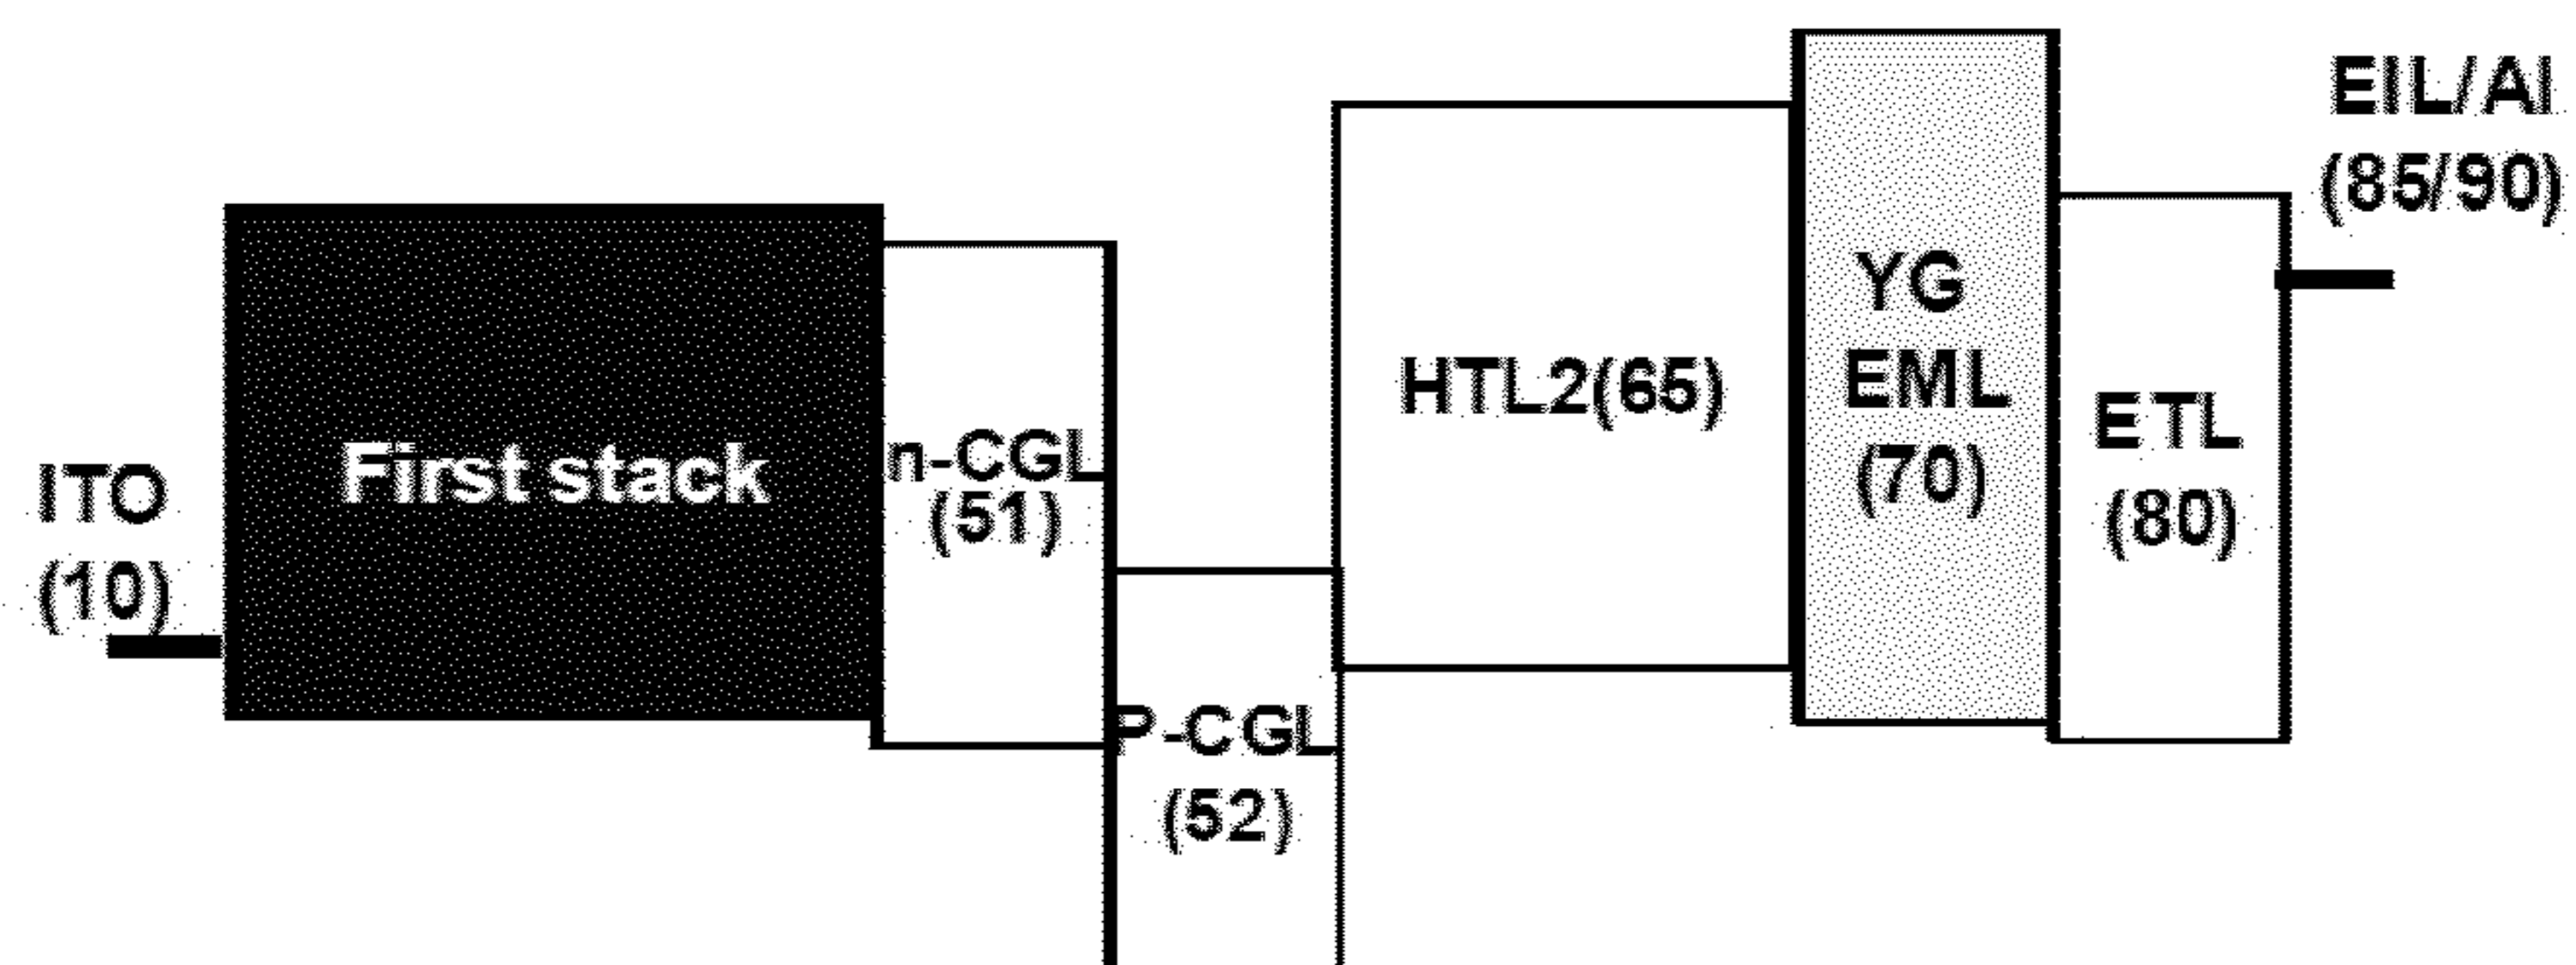 ITO
(10)
First stack
n-CGL
(51)
P-CGL
(52)
HTL2(65)
YG
EML
(70)
ETL
(80)
EIL/Al
(85/90)